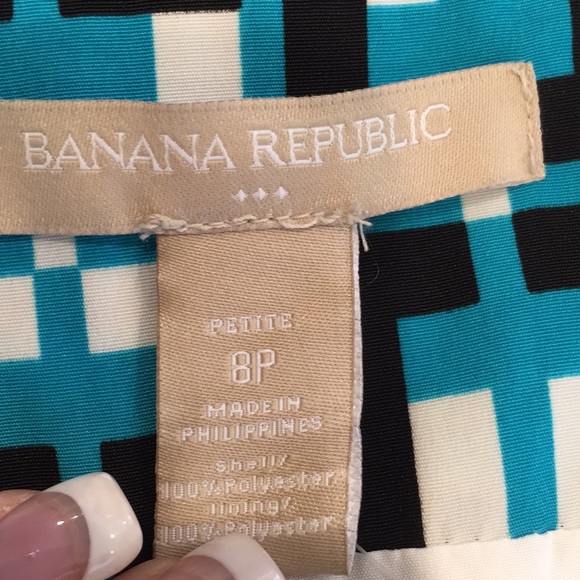 BANANA REPUBLIC
PETITE
8P
MADE IN
PHILIPPINES
Shell/
100% Polyester
lining/
100% Polyester